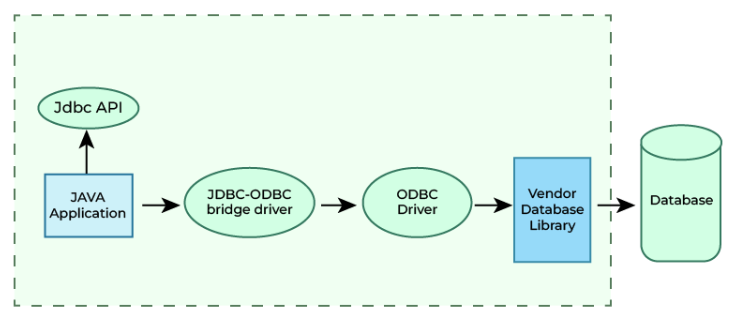 Jdbc API
JAVA
Application
JDBC-ODBC
bridge driver
ODBC
Driver
Vendor
Database
Library
Database